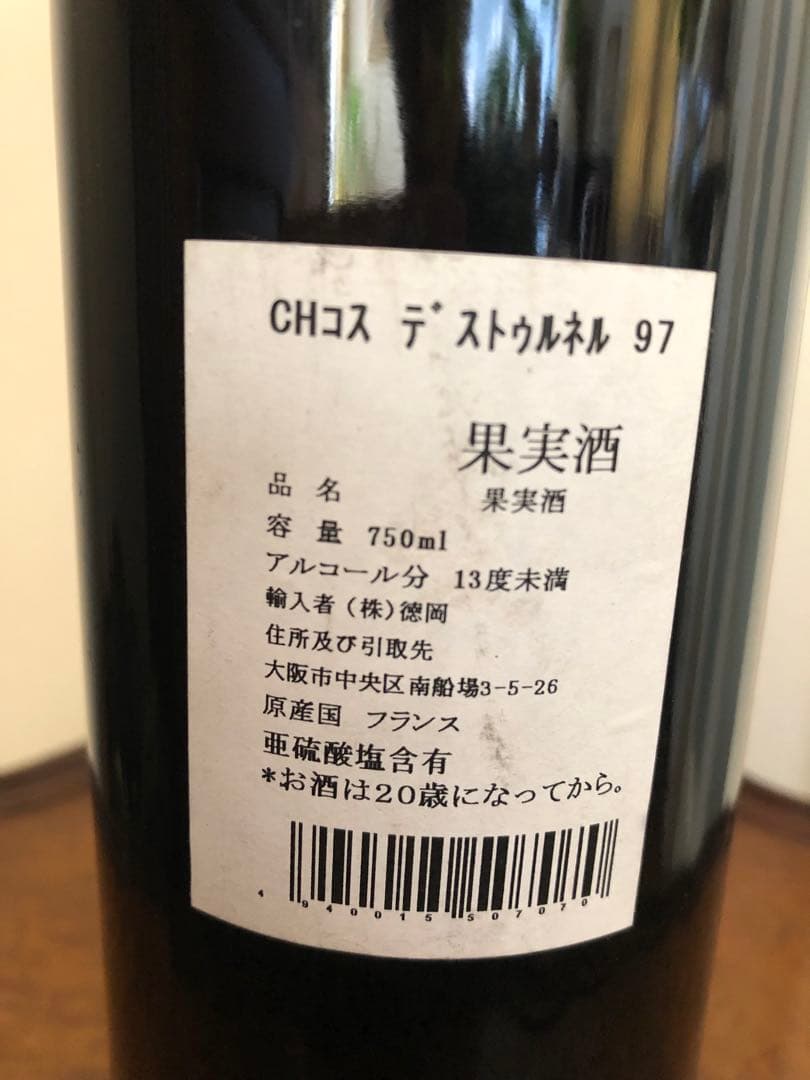 CHコス デストゥルネル 97
果実酒
品 名 果実酒
容 量 750ml
アルコール分 13度未満
輸入者 (株)徳岡
住所及び引取先
大阪市中央区南船場3-5-26
原産国 フランス
亜硫酸塩含有
*お酒は20歳になってから。
4940015507070